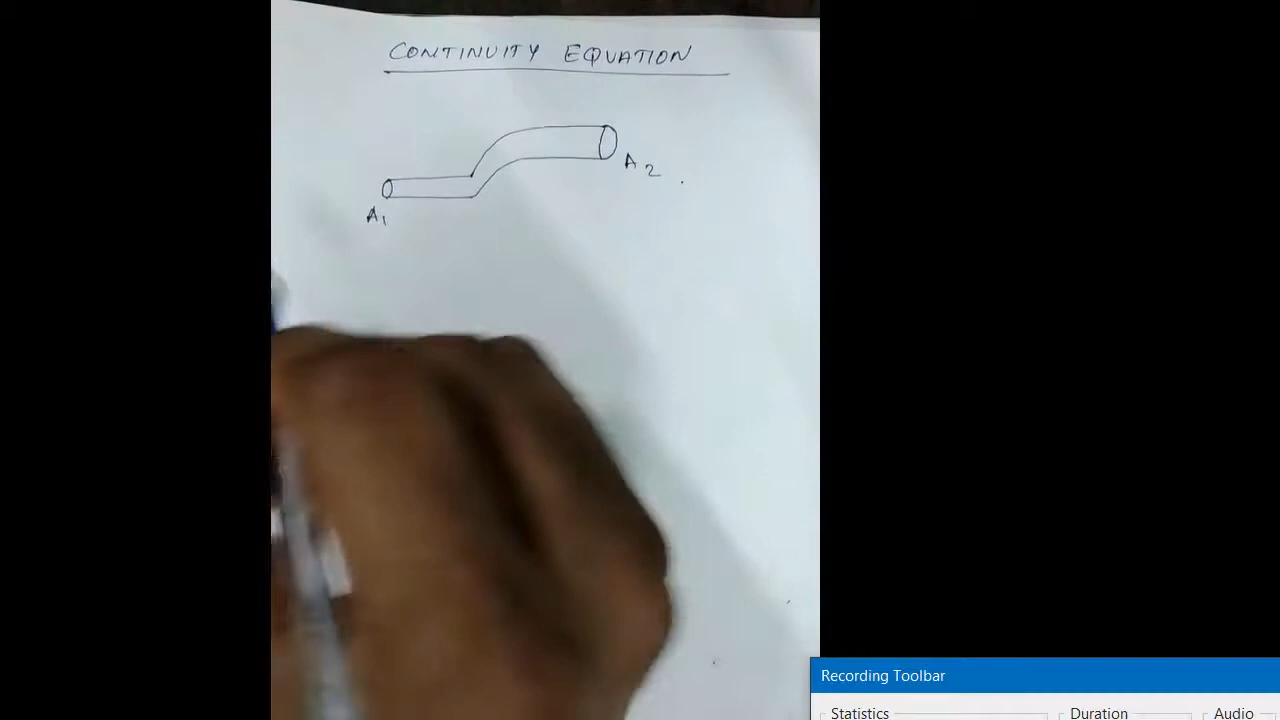 CONTINUITY EQUATION
A2
A1
Recording Toolbar
Statistics Duration Audio